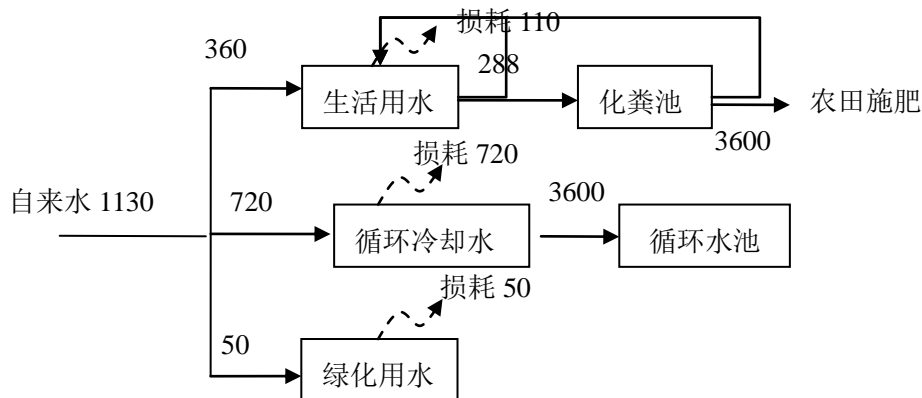 损耗 110
360
288
生活用水
化粪池
农田施肥
3600
损耗 720
自来水 1130
720
3600
循环冷却水
循环水池
损耗 50
50
绿化用水